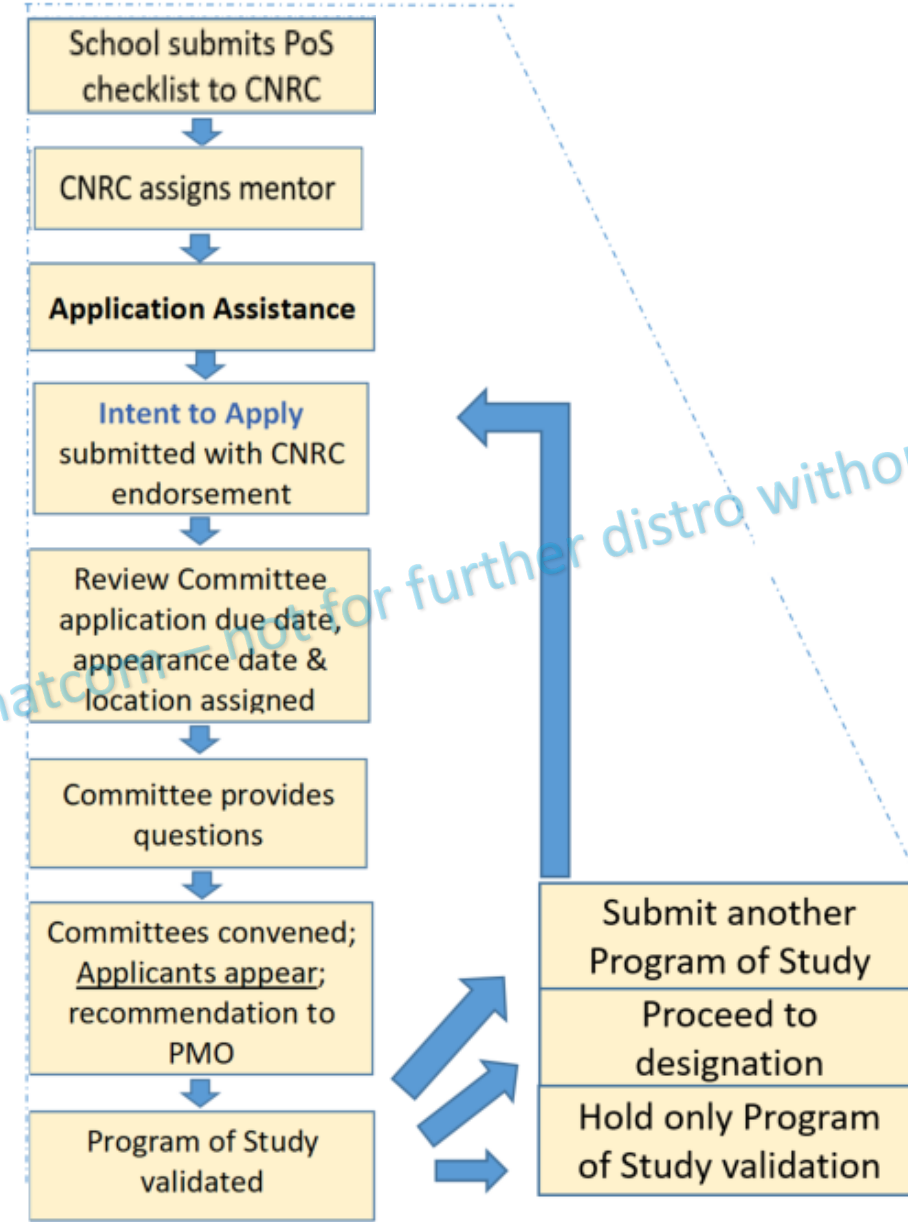 School submits PoS
checklist to CNRC
CNRC assigns mentor
Application Assistance
Intent to Apply
submitted with CNRC
endorsement
Review Committee
application due date,
appearance date &
location assigned
Committee provides
questions
Committees convened;
Applicants appear;
recommendation to
PMO
Program of Study
validated
Submit another
Program of Study
Proceed to
designation
Hold only Program
of Study validation
– not for further distro